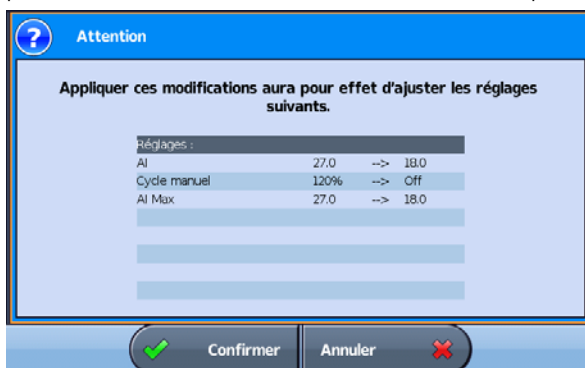 Attention
Appliquer ces modifications aura pour effet d'ajuster les réglages
suivants.
Réglages :
AI 27.0 --> 18.0
Cycle manuel 120% --> Off
AI Max 27.0 --> 18.0
Confirmer Annuler